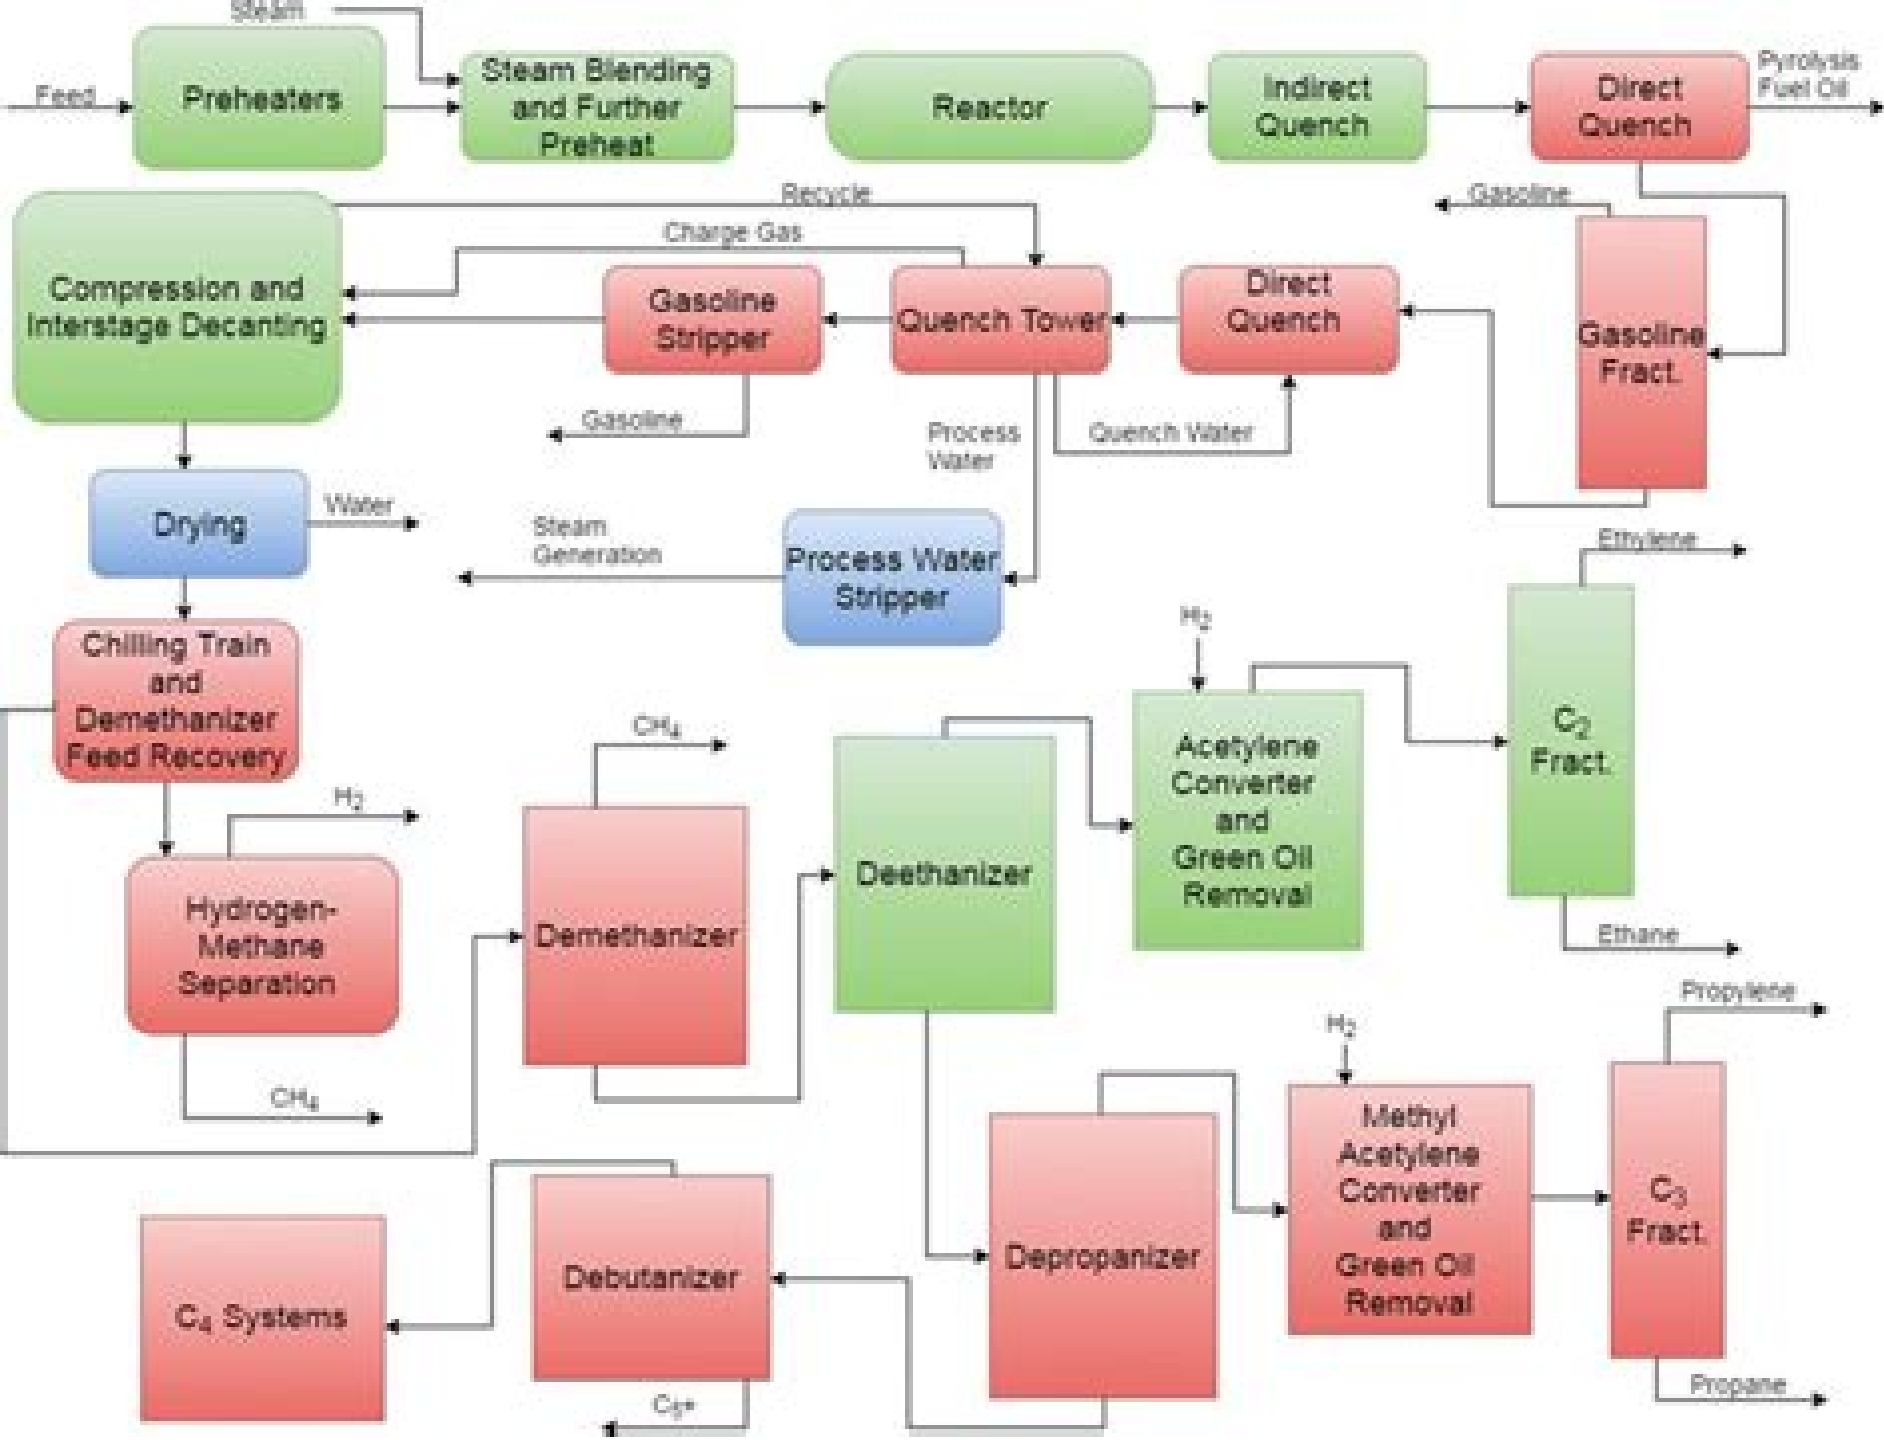 Steam
Feed
Preheaters
Steam Blending
and Further
Preheat
Reactor
Indirect
Quench
Direct
Quench
Pyrolysis
Fuel Oil
Recycle
Charge Gas
Gasoline
Compression and
Interstage Decanting
Gasoline
Stripper
Quench Tower
Direct
Quench
Gasoline
Fract.
Gasoline
Process
Water
Quench Water
Drying
Water
Steam
Generation
Process Water
Stripper
Ethylene
Chilling Train
and
Demethanizer
Feed Recovery
H2
CH4
Acetylene
Converter
and
Green Oil
Removal
C2
Fract.
H2
Deethanizer
Hydrogen-
Methane
Separation
Demethanizer
Ethane
CH4
Propylene
H2
Methyl
Acetylene
Converter
and
Green Oil
Removal
C3
Fract.
Depropanizer
Debutanizer
C4 Systems
C5+
Propane